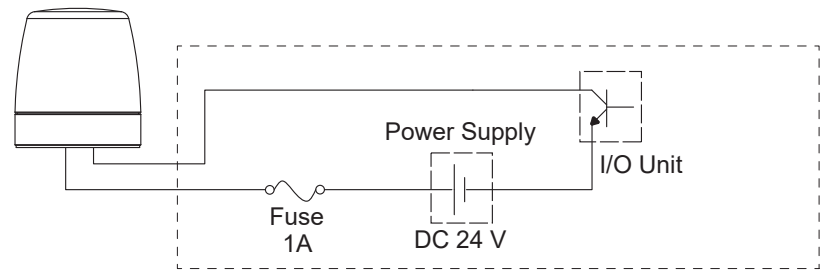 Power Supply
I/O Unit
Fuse
1A
DC 24 V